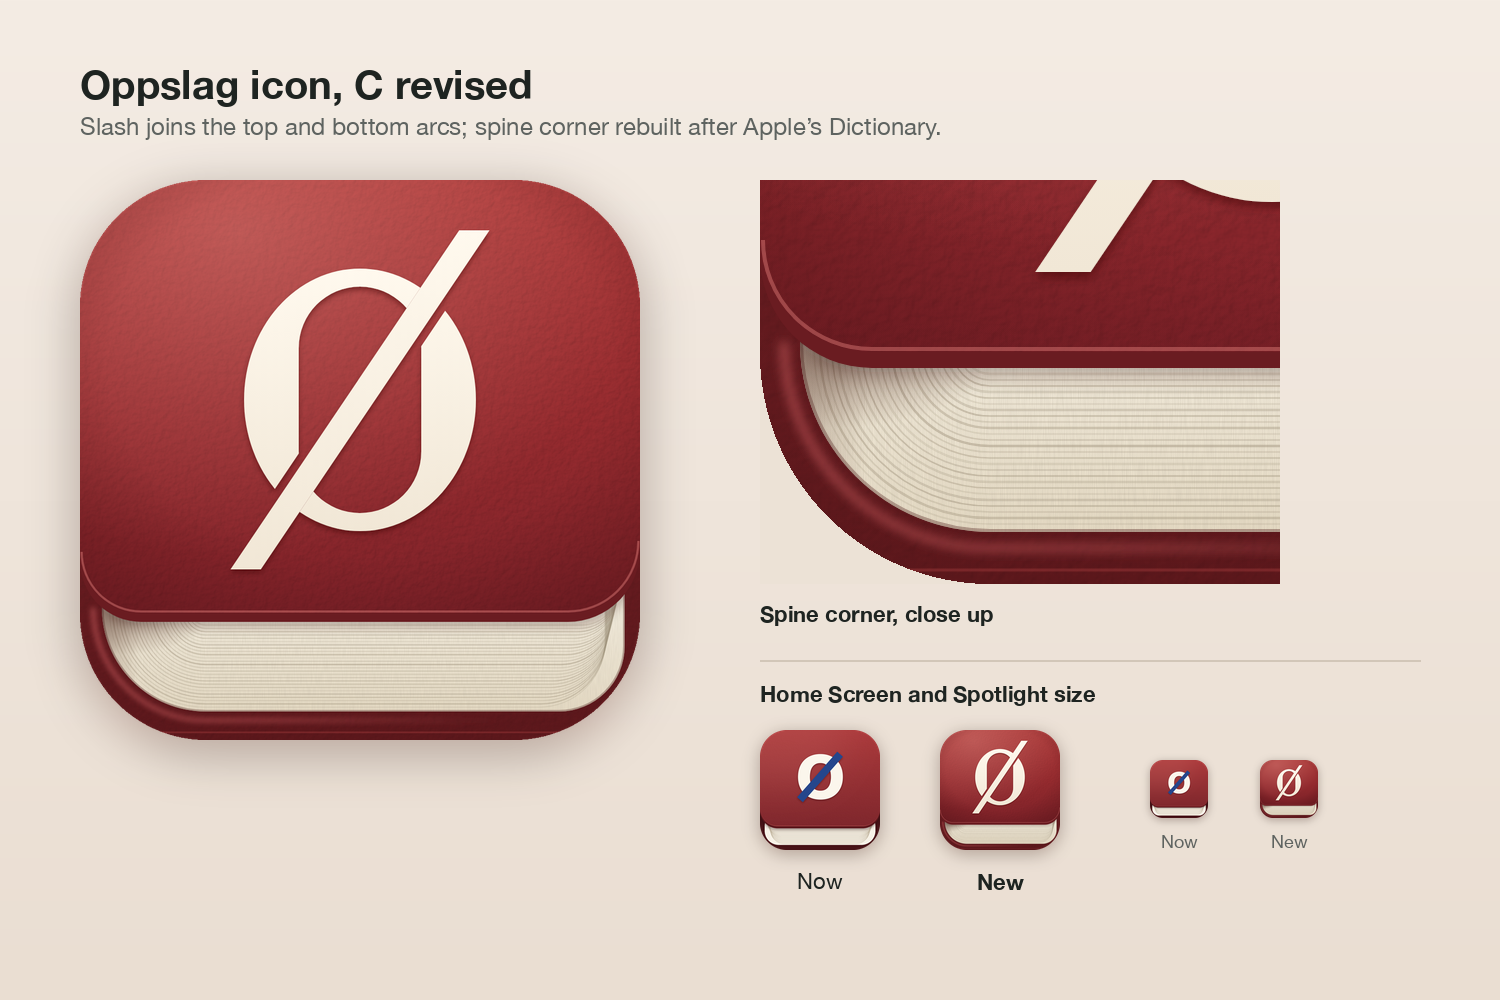 Oppslag icon, C revised
Slash joins the top and bottom arcs; spine corner rebuilt after Apple’s Dictionary.
Ø
Spine corner, close up
Home Screen and Spotlight size
Ø Ø Ø Ø
Now New
Now New